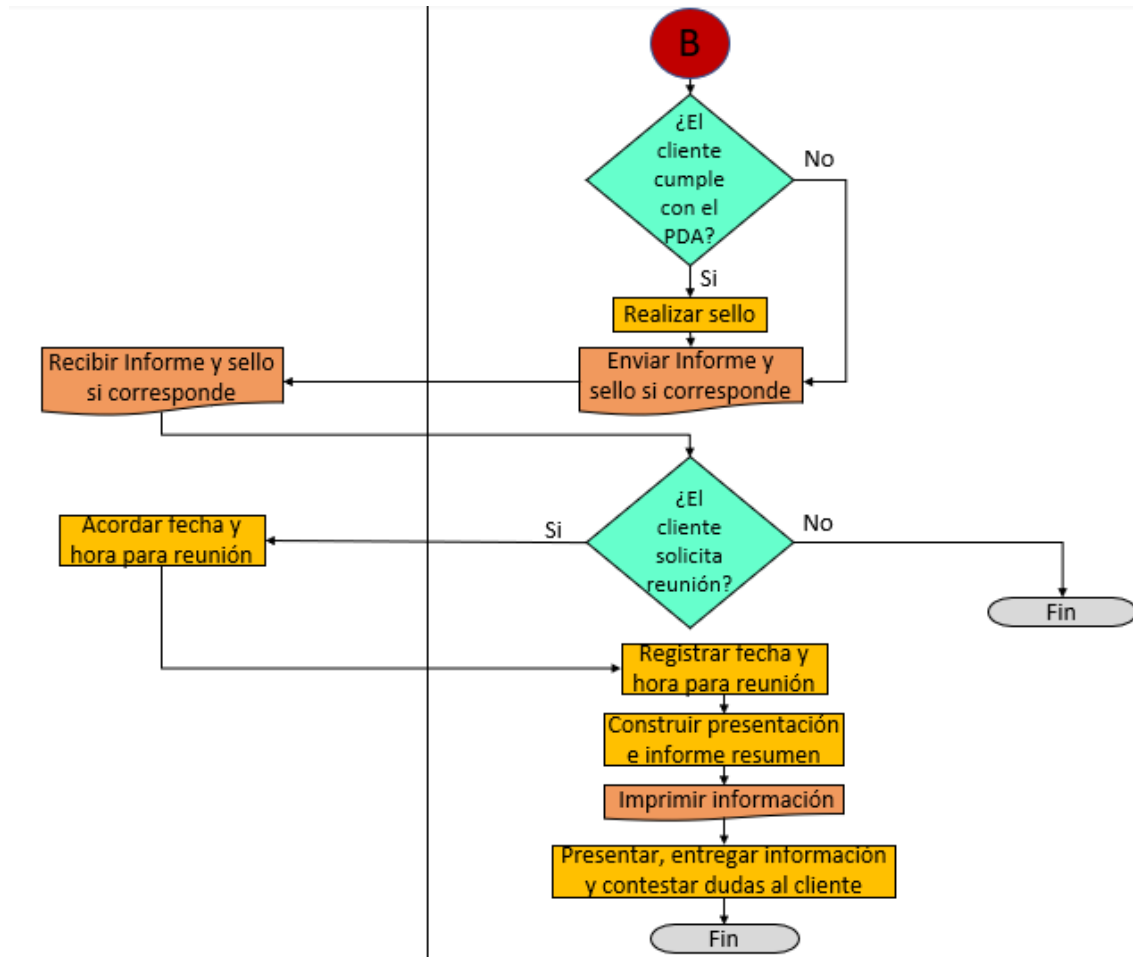 B
¿El
cliente
cumple
con el
PDA?
No
Si
Realizar sello
Enviar Informe y
sello si corresponde
Recibir Informe y sello
si corresponde
¿El
cliente
solicita
reunión?
Si
No
Acordar fecha y
hora para reunión
Fin
Registrar fecha y
hora para reunión
Construir presentación
e informe resumen
Imprimir información
Presentar, entregar información
y contestar dudas al cliente
Fin